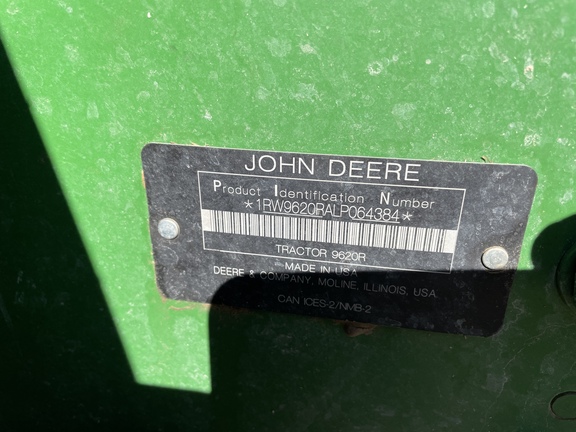 JOHN DEERE
Product Identification Number
*1RW9620RALP064384*
TRACTOR 9620R
MADE IN USA
DEERE & COMPANY, MOLINE, ILLINOIS, USA
CAN ICES-2/NMB-2